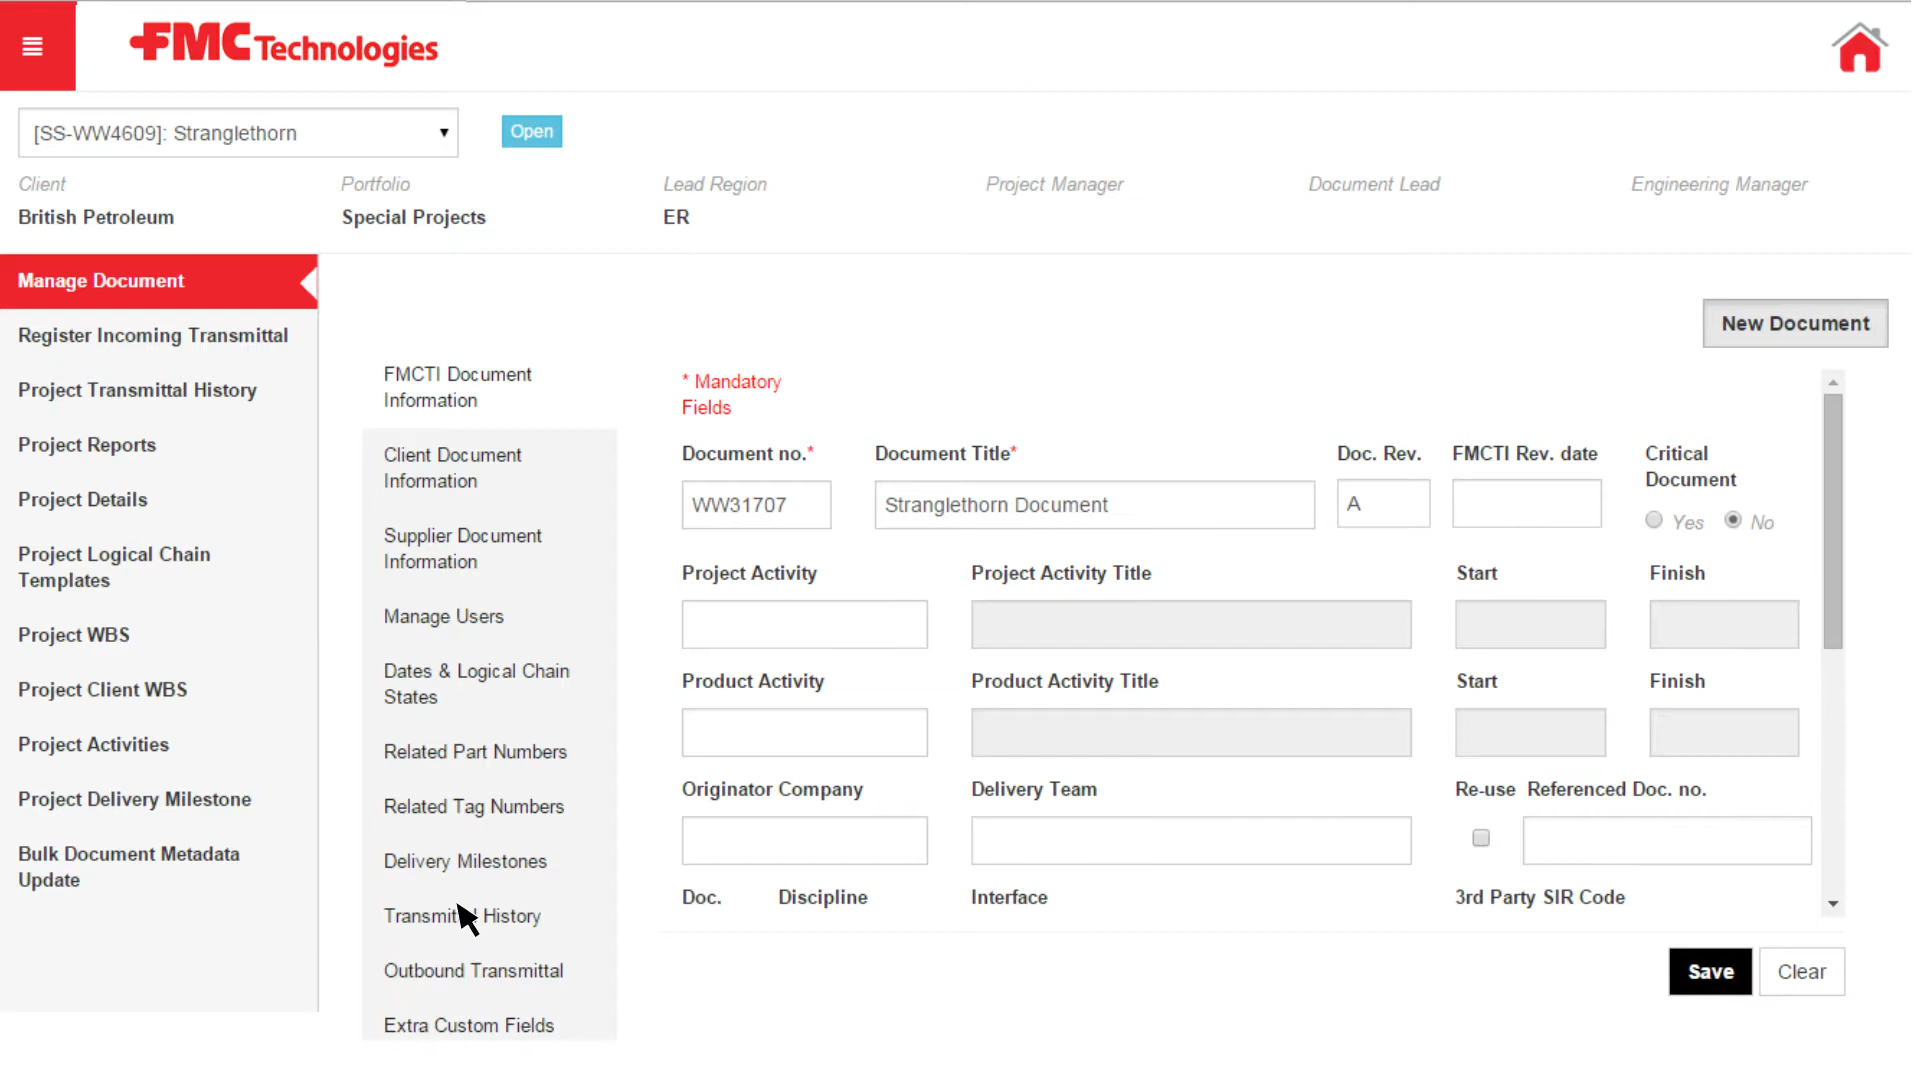 FMC Technologies
[SS-WW4609]: Stranglethorn
Open
Client
Portfolio
Lead Region
Project Manager
Document Lead
Engineering Manager
British Petroleum
Special Projects
ER
Manage Document
Register Incoming Transmittal
Project Transmittal History
Project Reports
Project Details
Project Logical Chain
Templates
Project WBS
Project Client WBS
Project Activities
Project Delivery Milestone
Bulk Document Metadata
Update
FMCTI Document
Information
Client Document
Information
Supplier Document
Information
Manage Users
Dates & Logical Chain
States
Related Part Numbers
Related Tag Numbers
Delivery Milestones
Transmittal History
Outbound Transmittal
Extra Custom Fields
New Document
* Mandatory
Fields
Document no.*
Document Title*
Doc. Rev.
FMCTI Rev. date
Critical
Document
WW31707
Stranglethorn Document
A
Yes
No
Project Activity
Project Activity Title
Start
Finish
Product Activity
Product Activity Title
Start
Finish
Originator Company
Delivery Team
Re-use
Referenced Doc. no.
Doc.
Discipline
Interface
3rd Party SIR Code
Save
Clear